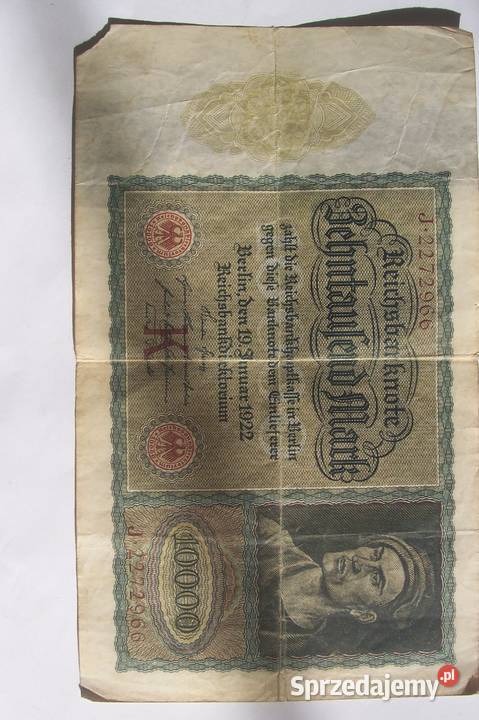 Reichsbanknote
Zehntausend Mark
zahlt die Reichsbankhauptkasse in Berlin
gegen diese Banknote dem Einlieferer
Berlin, den 19. Januar 1922
Reichsbankdirektorium
K
J·2272966
10000
J·2272966
Sprzedajemy.pl